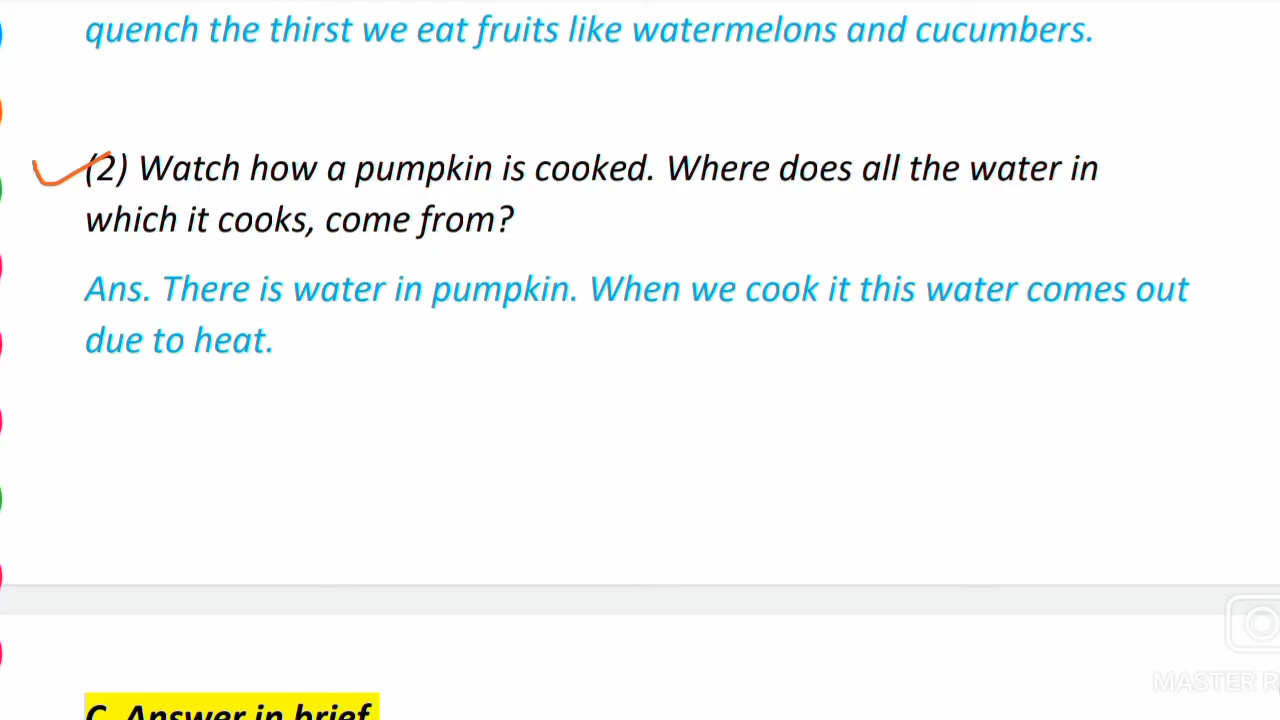 quench the thirst we eat fruits like watermelons and cucumbers.
(2) Watch how a pumpkin is cooked. Where does all the water in
which it cooks, come from?
Ans. There is water in pumpkin. When we cook it this water comes out
due to heat.
MASTER
C. Answer in brief